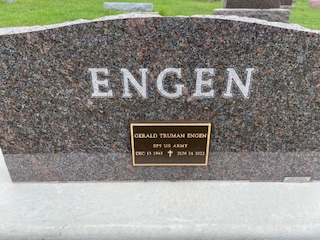 ENGEN
GERALD TRUMAN ENGEN
SP5 US ARMY
DEC 15 1945 ✝ JUN 24 2022